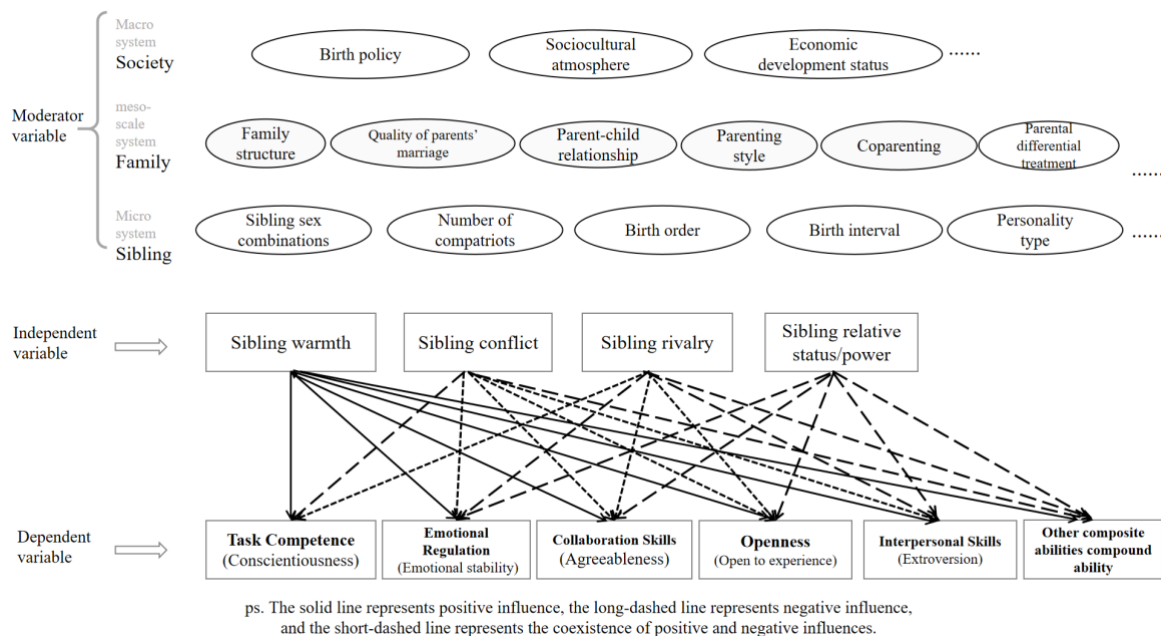 Macro
system
Society
Birth policy
Sociocultural
atmosphere
Economic
development status
......
Moderator
variable
meso-
scale
system
Family
Family
structure
Quality of parents'
marriage
Parent-child
relationship
Parenting
style
Coparenting
Parental
differential
treatment
......
Micro
system
Sibling
Sibling sex
combinations
Number of
compatriots
Birth order
Birth interval
Personality
type
......
Independent
variable
Sibling warmth
Sibling conflict
Sibling rivalry
Sibling relative
status/power
Dependent
variable
Task Competence
(Conscientiousness)
Emotional
Regulation
(Emotional stability)
Collaboration Skills
(Agreeableness)
Openness
(Open to experience)
Interpersonal Skills
(Extroversion)
Other composite
abilities compound
ability
ps. The solid line represents positive influence, the long-dashed line represents negative influence,
and the short-dashed line represents the coexistence of positive and negative influences.